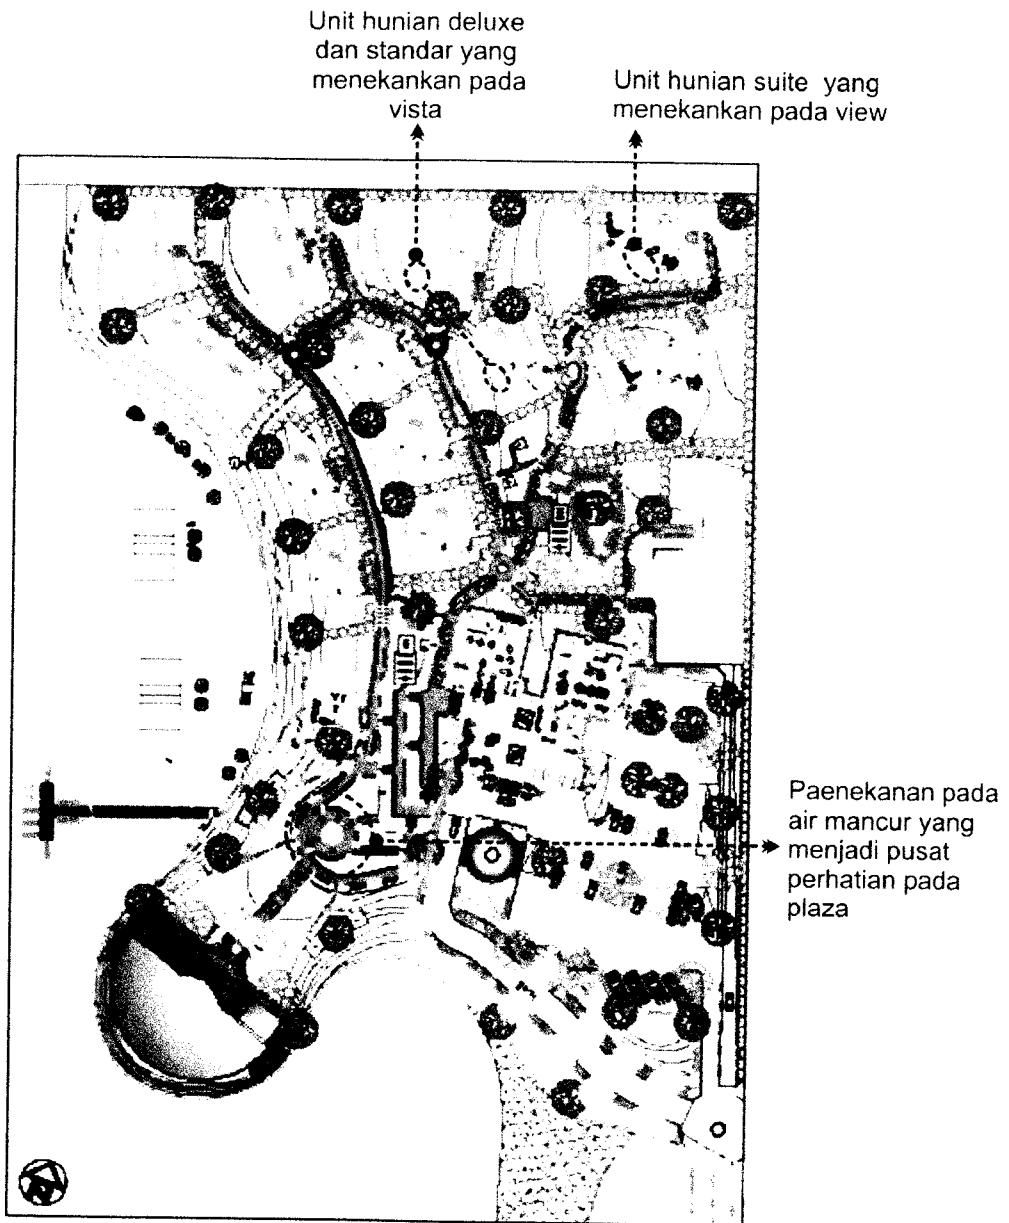 Unit hunian deluxe
dan standar yang
menekankan pada
vista
Unit hunian suite yang
menekankan pada view
Paenekanan pada
air mancur yang
menjadi pusat
perhatian pada
plaza